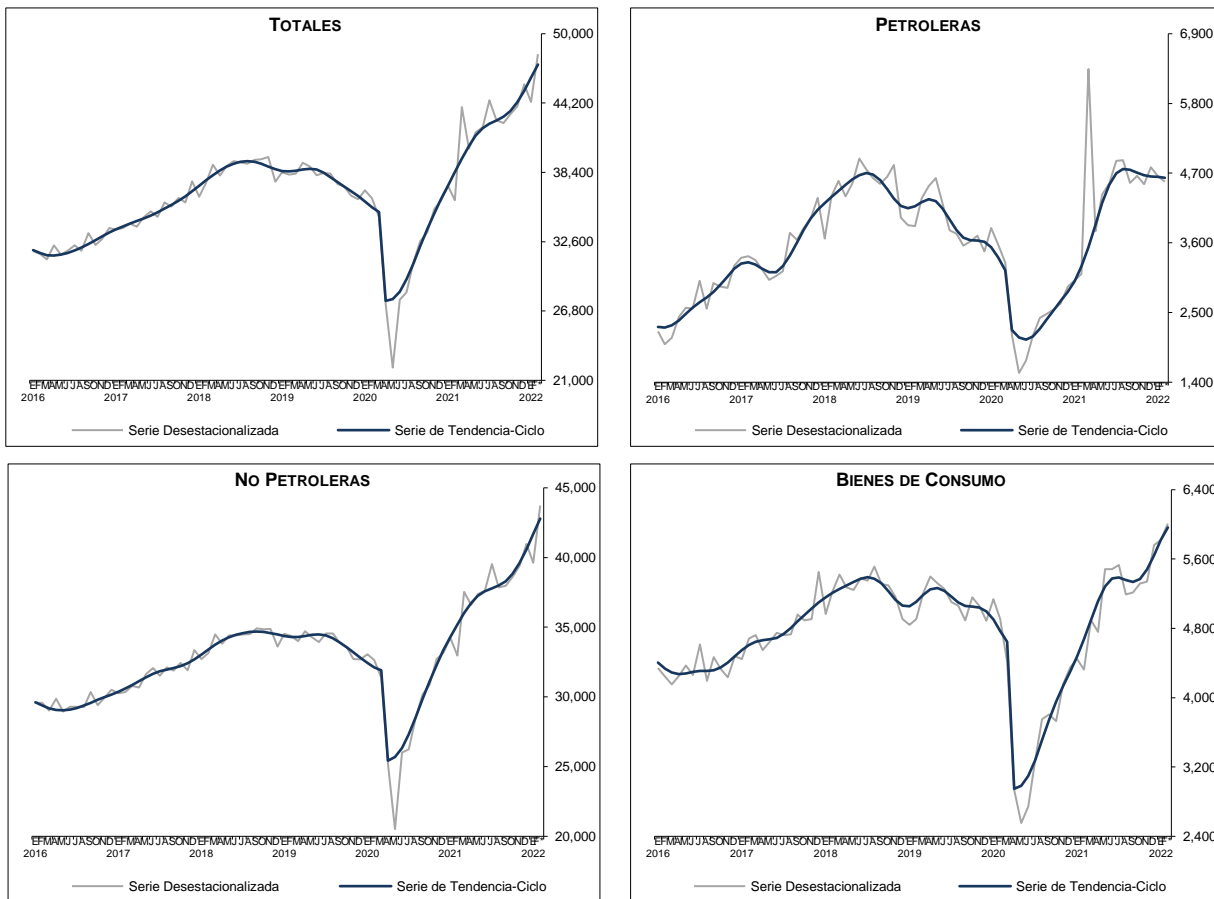 TOTALES
50,000
44,200
38,400
32,600
26,800
21,000
2016 2017 2018 2019 2020 2021 2022
Serie Desestacionalizada Serie de Tendencia-Ciclo
PETROLERAS
6,900
5,800
4,700
3,600
2,500
1,400
2016 2017 2018 2019 2020 2021 2022
Serie Desestacionalizada Serie de Tendencia-Ciclo
NO PETROLERAS
45,000
40,000
35,000
30,000
25,000
20,000
2016 2017 2018 2019 2020 2021 2022
Serie Desestacionalizada Serie de Tendencia-Ciclo
BIENES DE CONSUMO
6,400
5,600
4,800
4,000
3,200
2,400
2016 2017 2018 2019 2020 2021 2022
Serie Desestacionalizada Serie de Tendencia-Ciclo